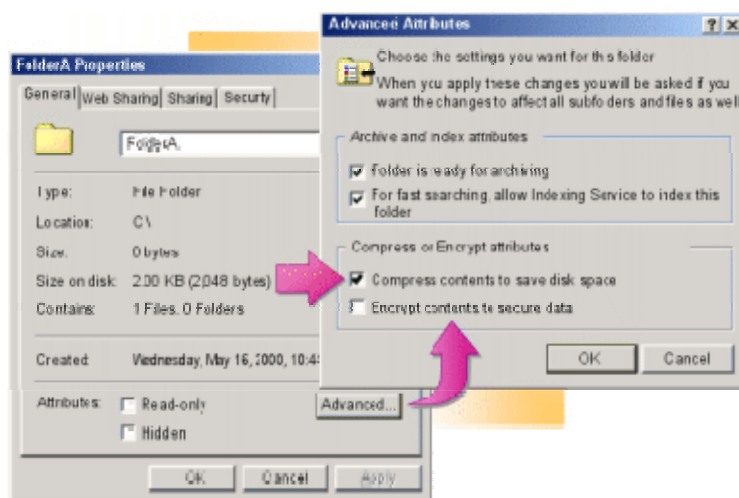 FolderA Properties
General
Web Sharing
Sharing
Securty
FolderA
Type:
File Folder
Location:
C:\
Size:
0 bytes
Size on disk:
2.00 KB (2,048 bytes)
Contains:
1 Files, 0 Folders
Created:
Wednesday, May 16, 2000, 10:4
Attributes:
Read-only
Hidden
Advanced...
OK
Cancel
Apply
Advanced Attributes
Choose the settings you want for this folder
When you apply these changes you will be asked if you
want the changes to affect all subfolders and files as well
Archive and Index attributes
Folder is ready for archiving
For fast searching, allow Indexing Service to index this
folder
Compress or Encrypt attributes
Compress contents to save disk space
Encrypt contents to secure data
OK
Cancel